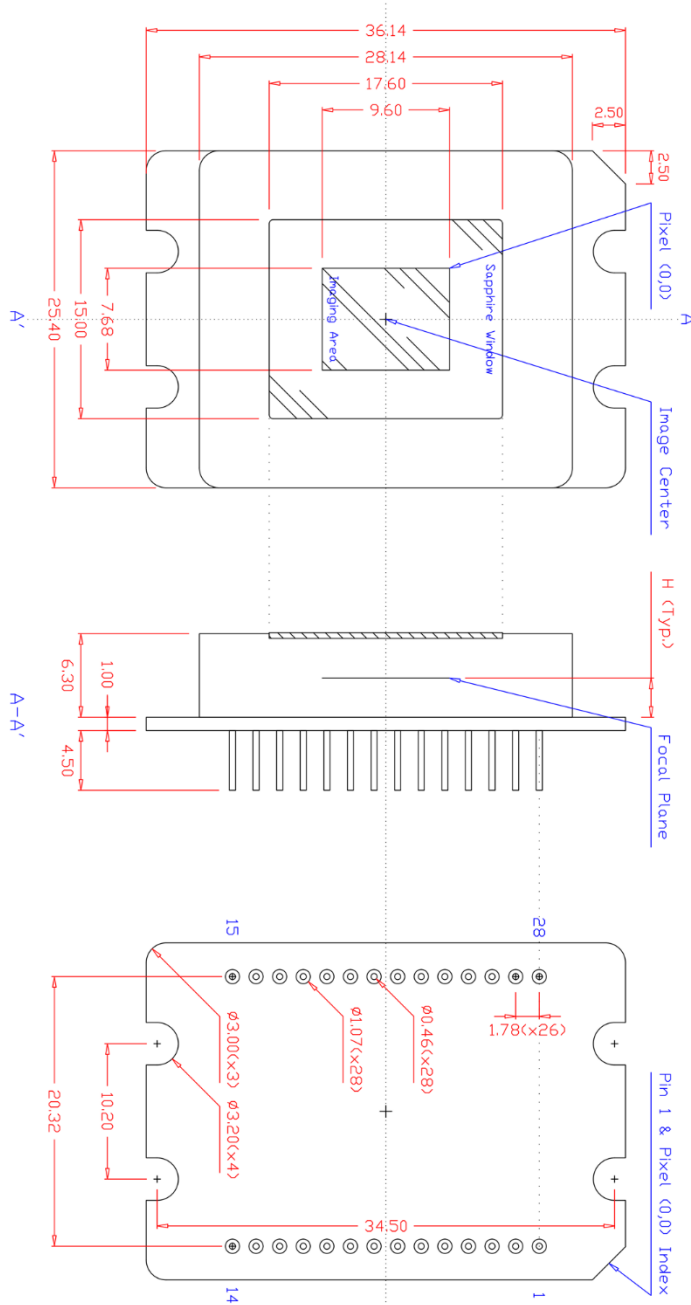 36.14
28.14
17.60
9.60
2.50
2.50
Pixel (0,0)
Sapphire Window
Imaging Area
7.68
15.00
25.40
A
A'
Image Center
H (Typ.)
Focal Plane
1.00
6.30
4.50
A-A'
15
28
1.78(x26)
ø0.46(x28)
ø1.07(x28)
ø3.00(x3)
ø3.20(x4)
10.20
20.32
34.50
Pin 1 & Pixel (0,0) Index
14
1